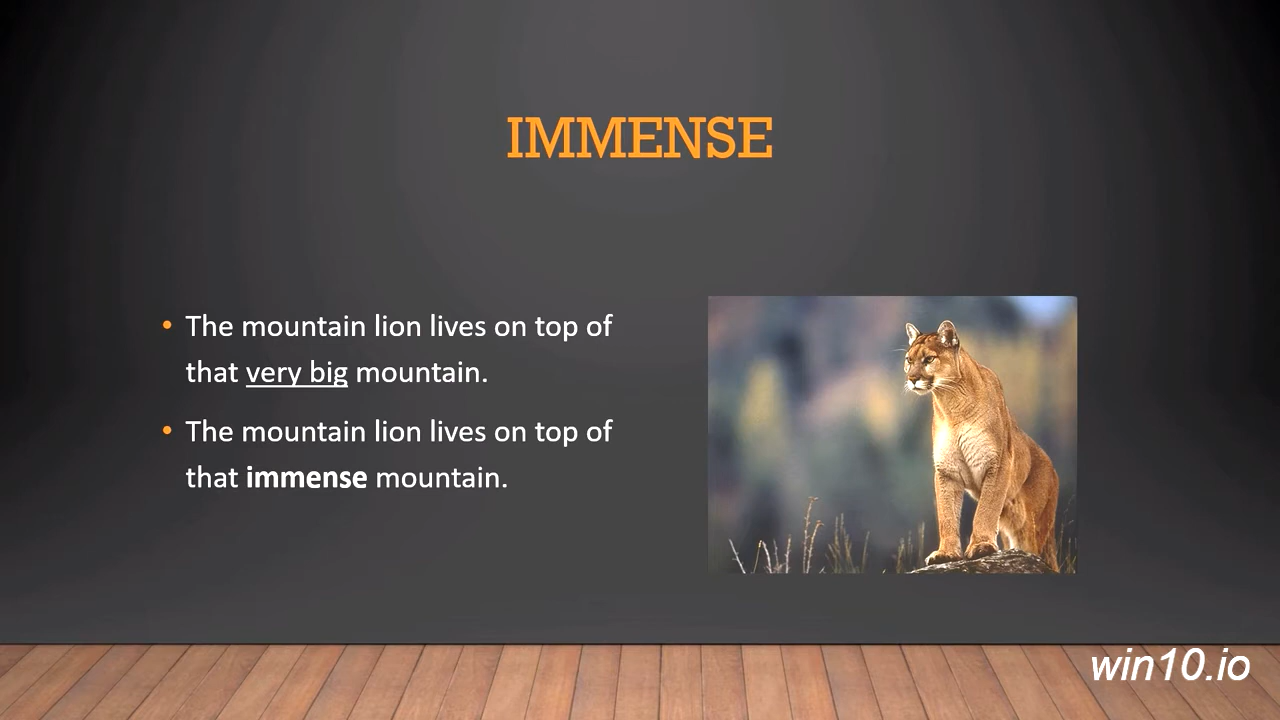 IMMENSE
• The mountain lion lives on top of
that very big mountain.
• The mountain lion lives on top of
that immense mountain.
win10.io